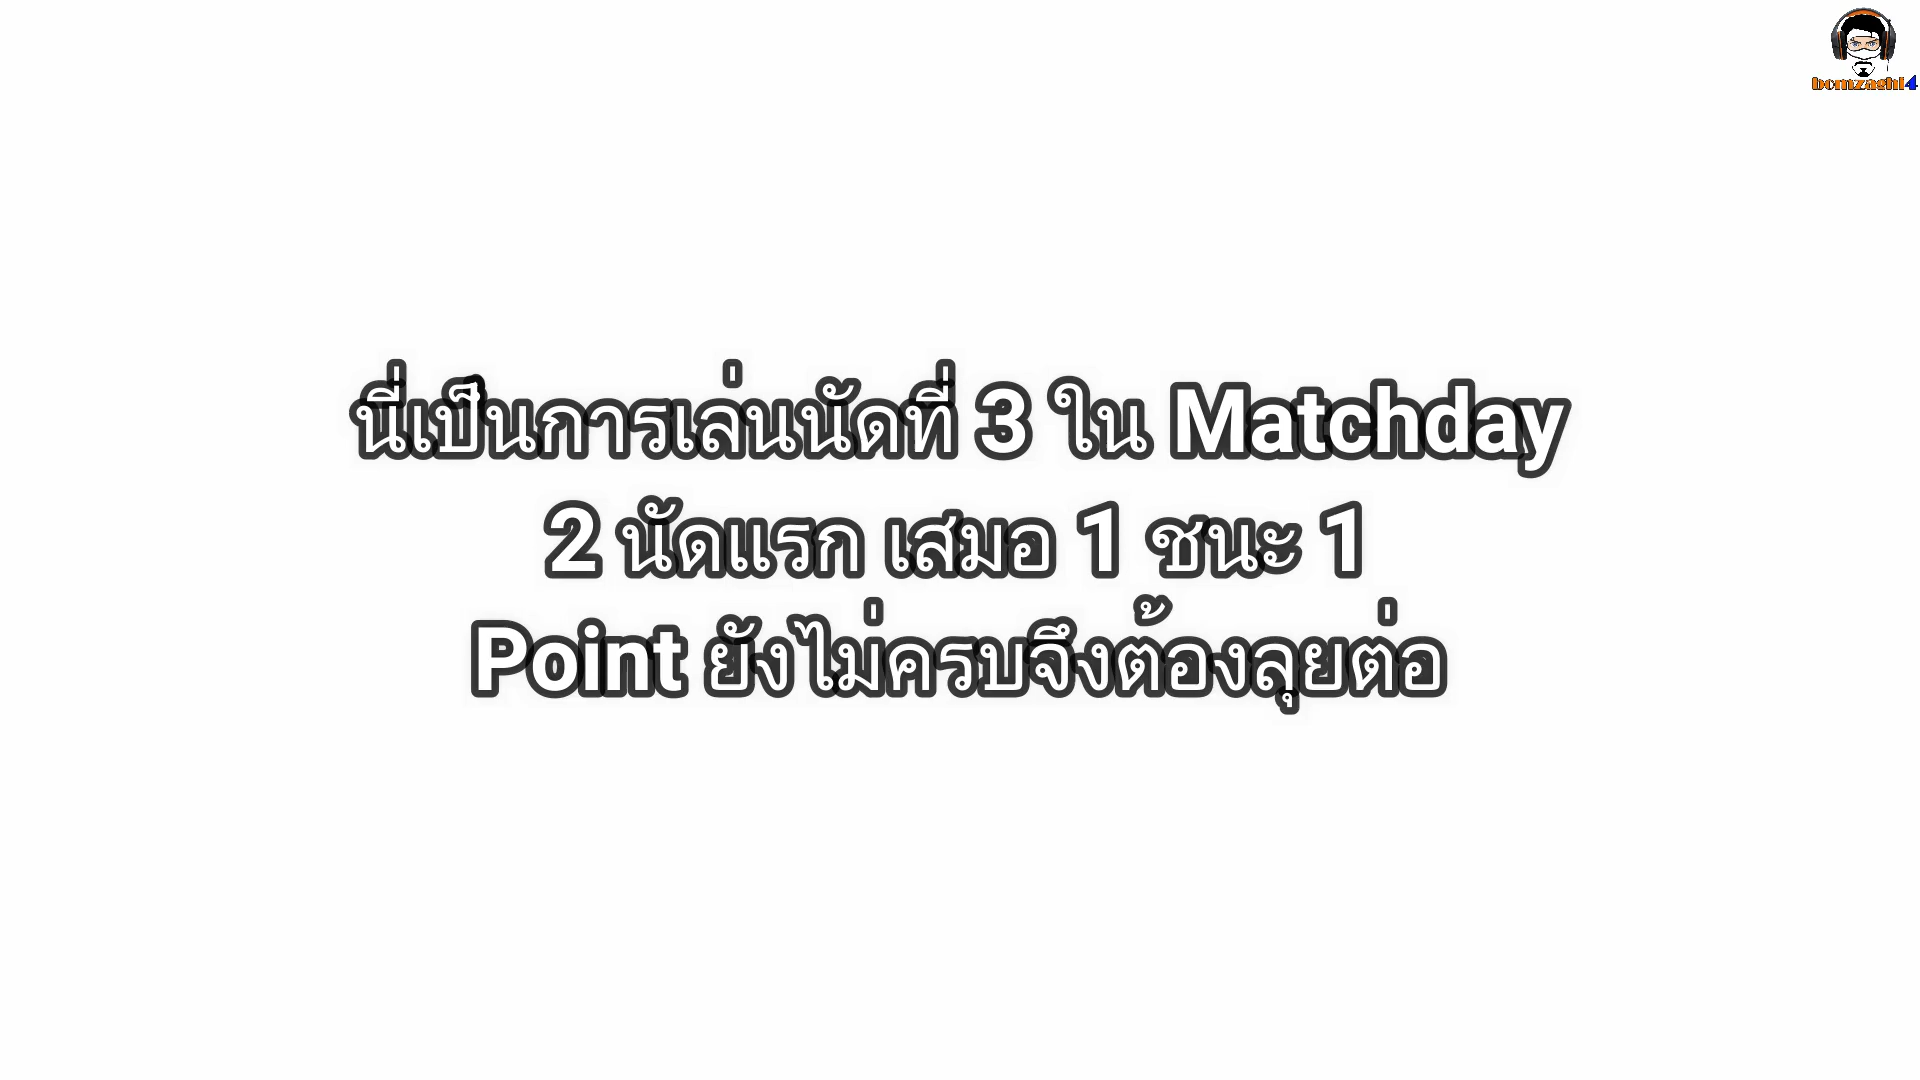 bomzashi4
นี่เป็นการเล่นนัดที่ 3 ใน Matchday
2 นัดแรก เสมอ 1 ชนะ 1
Point ยังไม่ครบจึงต้องลุยต่อ